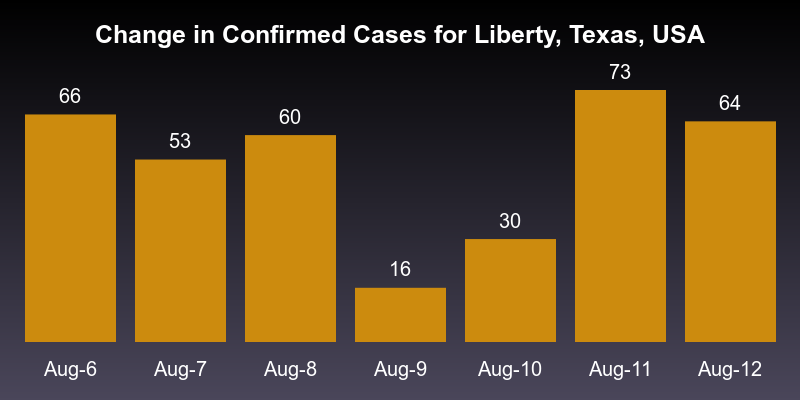 Change in Confirmed Cases for Liberty, Texas, USA
66 53 60 16 30 73 64
Aug-6 Aug-7 Aug-8 Aug-9 Aug-10 Aug-11 Aug-12